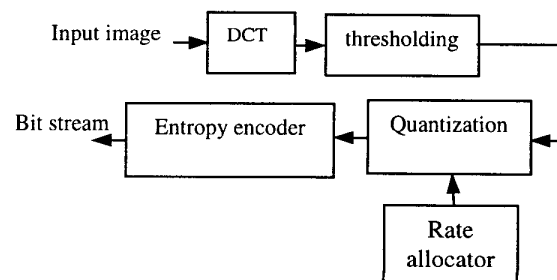 Input image
DCT
thresholding
Bit stream
Entropy encoder
Quantization
Rate
allocator